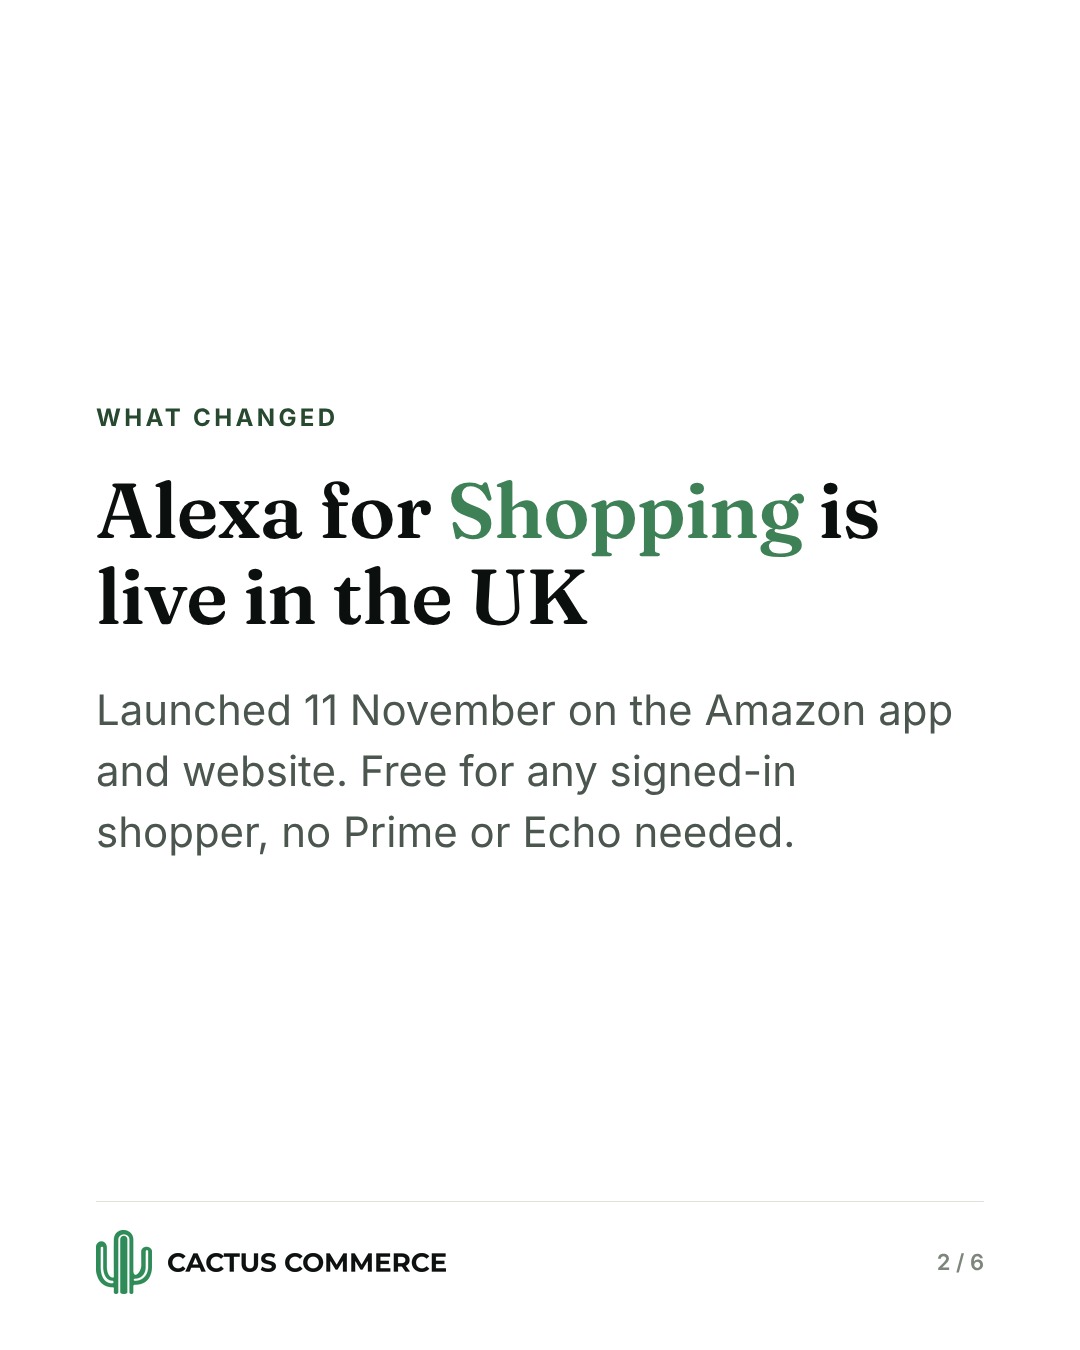 WHAT CHANGED
Alexa for Shopping is
live in the UK
Launched 11 November on the Amazon app
and website. Free for any signed-in
shopper, no Prime or Echo needed.
CACTUS COMMERCE
2 / 6